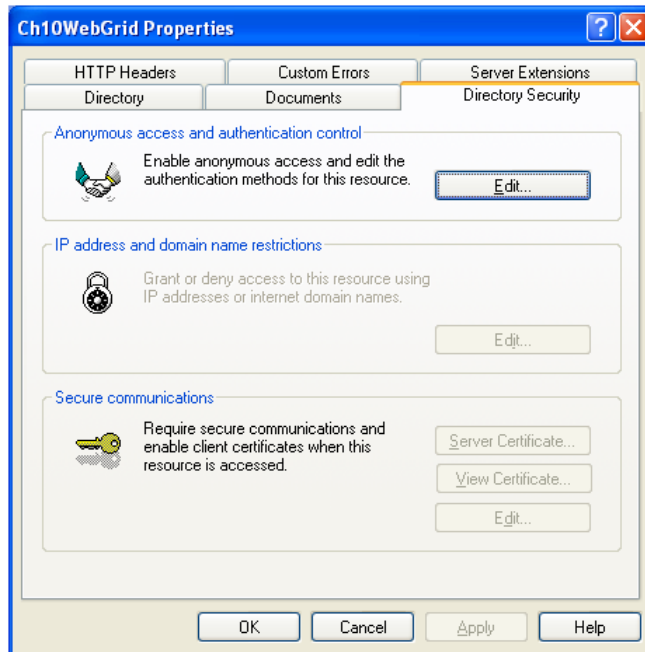 Ch10WebGrid Properties
HTTP Headers
Custom Errors
Server Extensions
Directory
Documents
Directory Security
Anonymous access and authentication control
Enable anonymous access and edit the
authentication methods for this resource.
Edit...
IP address and domain name restrictions
Grant or deny access to this resource using
IP addresses or internet domain names.
Edit...
Secure communications
Require secure communications and
enable client certificates when this
resource is accessed.
Server Certificate...
View Certificate...
Edit...
OK
Cancel
Apply
Help